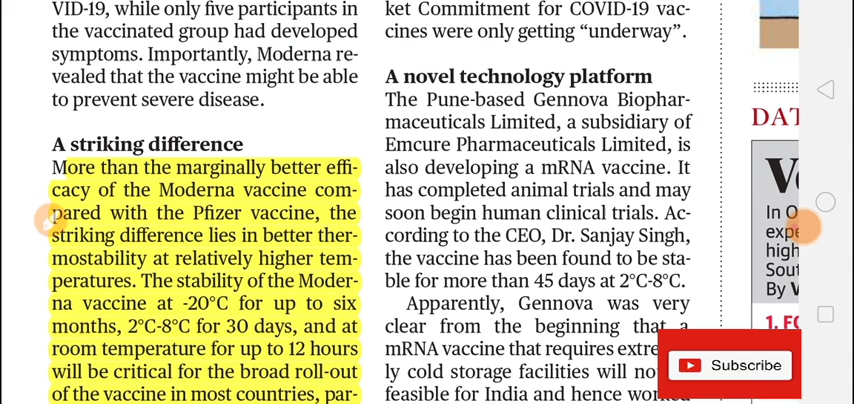 VID-19, while only five participants in
the vaccinated group had developed
symptoms. Importantly, Moderna re-
vealed that the vaccine might be able
to prevent severe disease.
A striking difference
More than the marginally better effi-
cacy of the Moderna vaccine com-
pared with the Pfizer vaccine, the
striking difference lies in better ther-
mostability at relatively higher tem-
peratures. The stability of the Moder-
na vaccine at -20°C for up to six
months, 2°C-8°C for 30 days, and at
room temperature for up to 12 hours
will be critical for the broad roll-out
of the vaccine in most countries, par-
ket Commitment for COVID-19 vac-
cines were only getting “underway”.
A novel technology platform
The Pune-based Gennova Biophar-
maceuticals Limited, a subsidiary of
Emcure Pharmaceuticals Limited, is
also developing a mRNA vaccine. It
has completed animal trials and may
soon begin human clinical trials. Ac-
cording to the CEO, Dr. Sanjay Singh,
the vaccine has been found to be sta-
ble for more than 45 days at 2°C-8°C.
Apparently, Gennova was very
clear from the beginning that a
mRNA vaccine that requires
ly cold storage facilities will
feasible for India and hence
DAT
In
high
Sout
By
1.
Subscribe